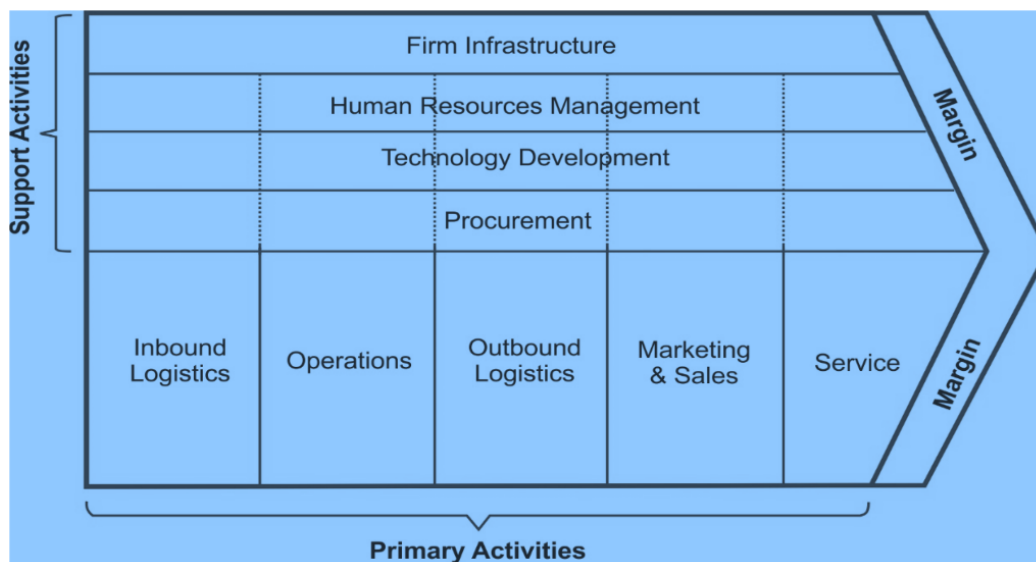 Support Activities
Firm Infrastructure
Human Resources Management
Technology Development
Procurement
Margin
Inbound
Logistics
Operations
Outbound
Logistics
Marketing
& Sales
Service
Margin
Primary Activities